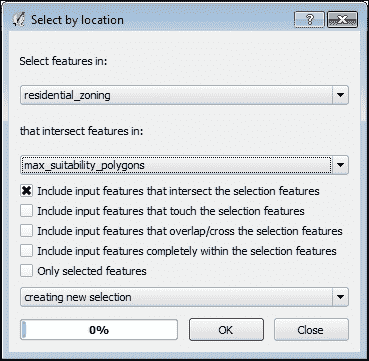 Select by location
Select features in:
residential_zoning
that intersect features in:
max_suitability_polygons
Include input features that intersect the selection features
Include input features that touch the selection features
Include input features that overlap/cross the selection features
Include input features completely within the selection features
Only selected features
creating new selection
0%
OK
Close